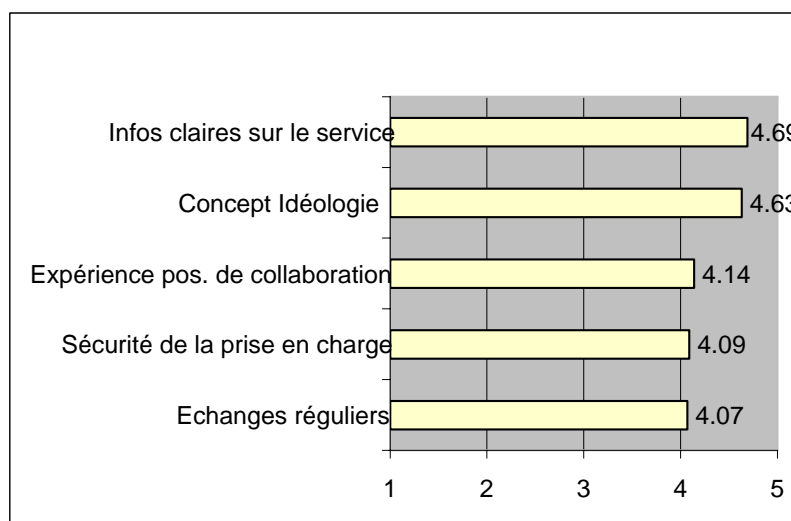 Infos claires sur le service 4.69
Concept Idéologie 4.63
Expérience pos. de collaboration 4.14
Sécurité de la prise en charge 4.09
Echanges réguliers 4.07
1 2 3 4 5